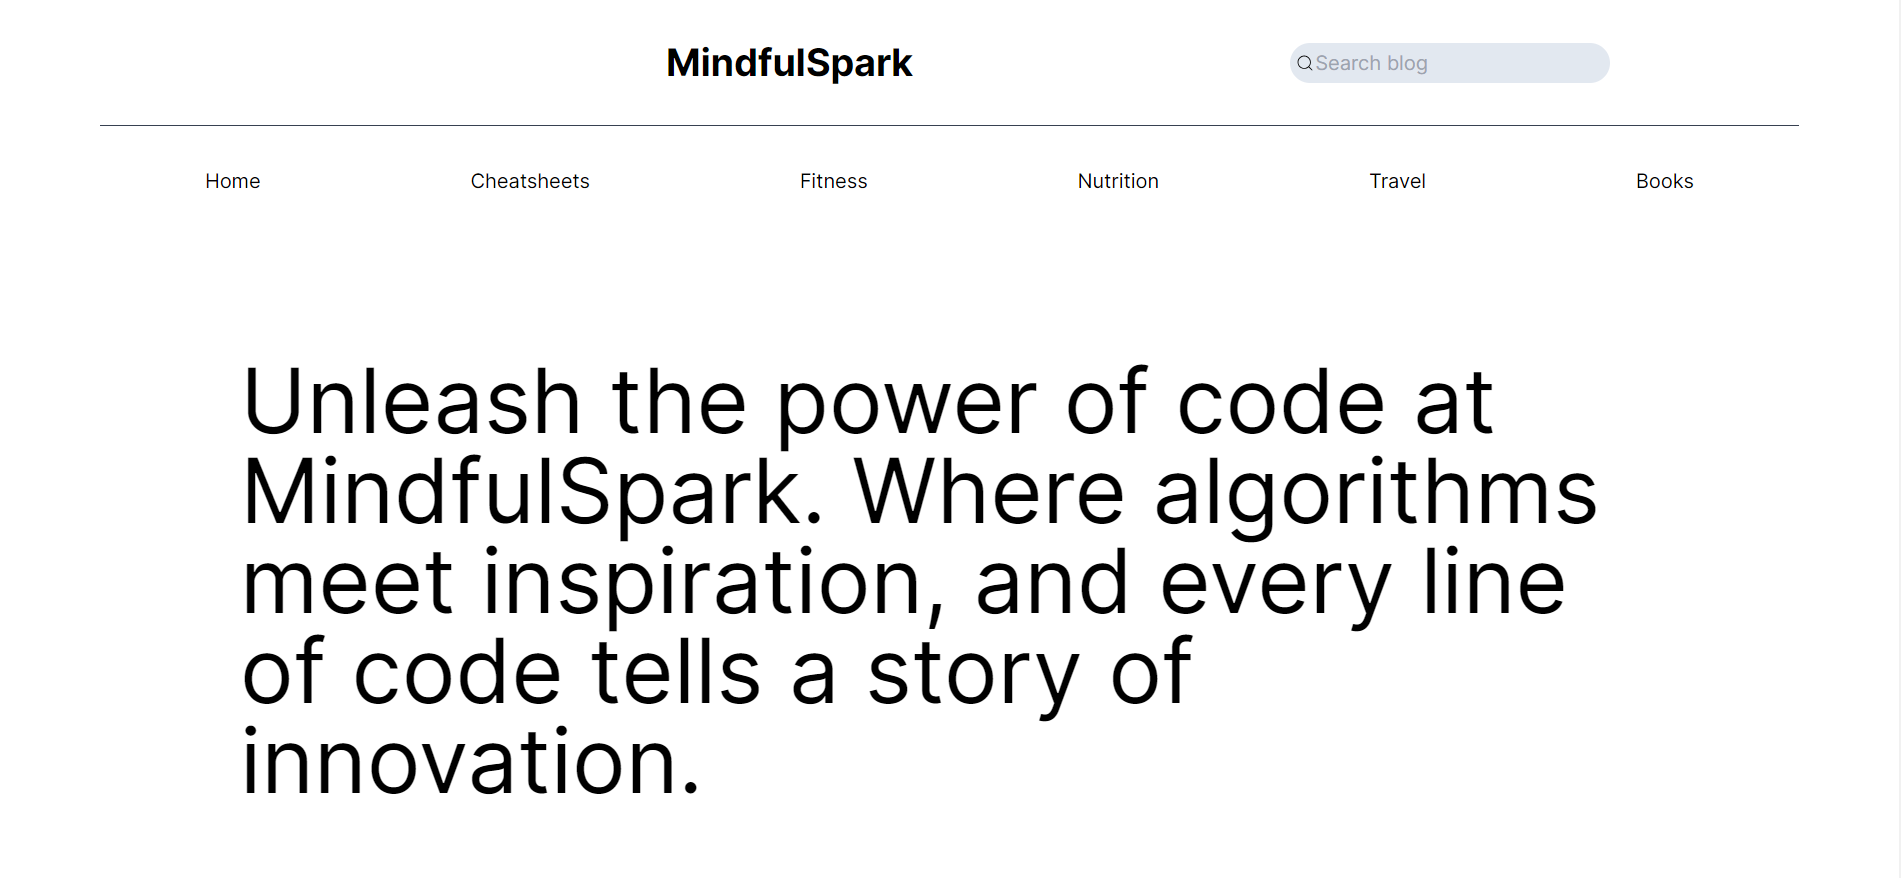 MindfulSpark
Search blog
Home
Cheatsheets
Fitness
Nutrition
Travel
Books
Unleash the power of code at
MindfulSpark. Where algorithms
meet inspiration, and every line
of code tells a story of
innovation.